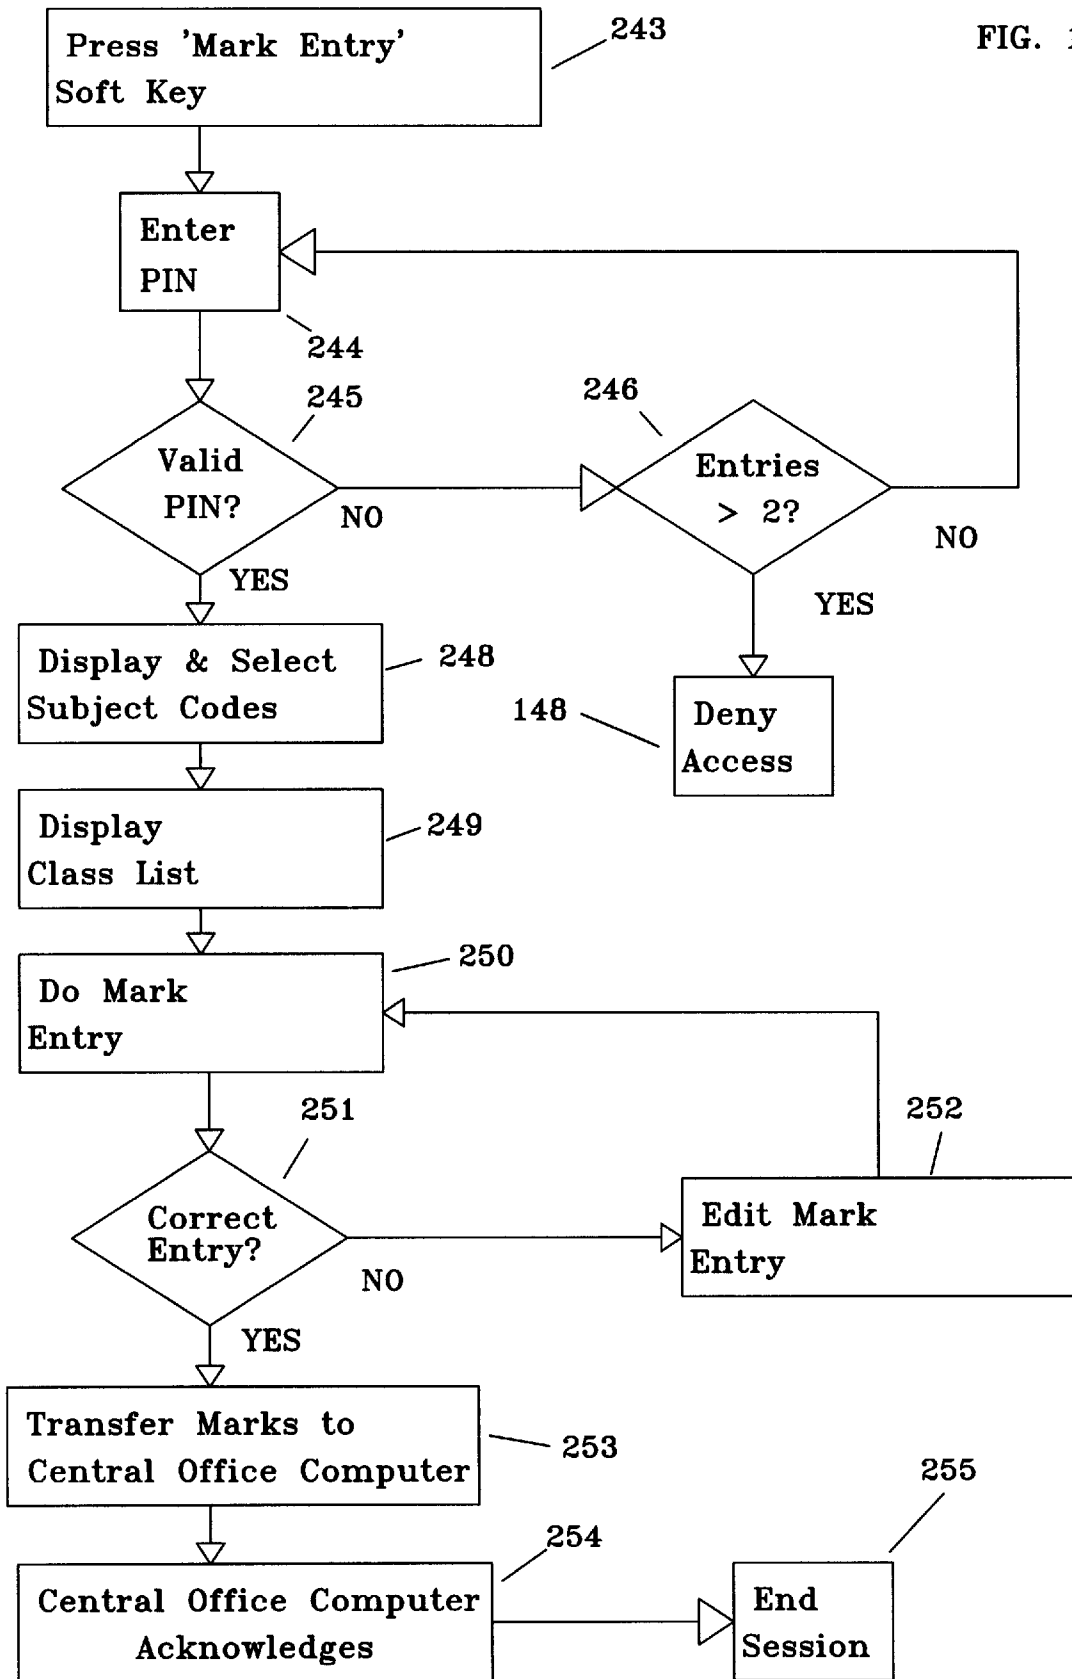 243
FIG.
Press 'Mark Entry'
Soft Key
Enter
PIN
244
245
246
Valid
PIN?
NO
Entries
> 2?
NO
YES
YES
Display & Select
Subject Codes
248
148
Deny
Access
Display
Class List
249
Do Mark
Entry
250
251
252
Correct
Entry?
NO
Edit Mark
Entry
YES
Transfer Marks to
Central Office Computer
253
254
255
Central Office Computer
Acknowledges
End
Session